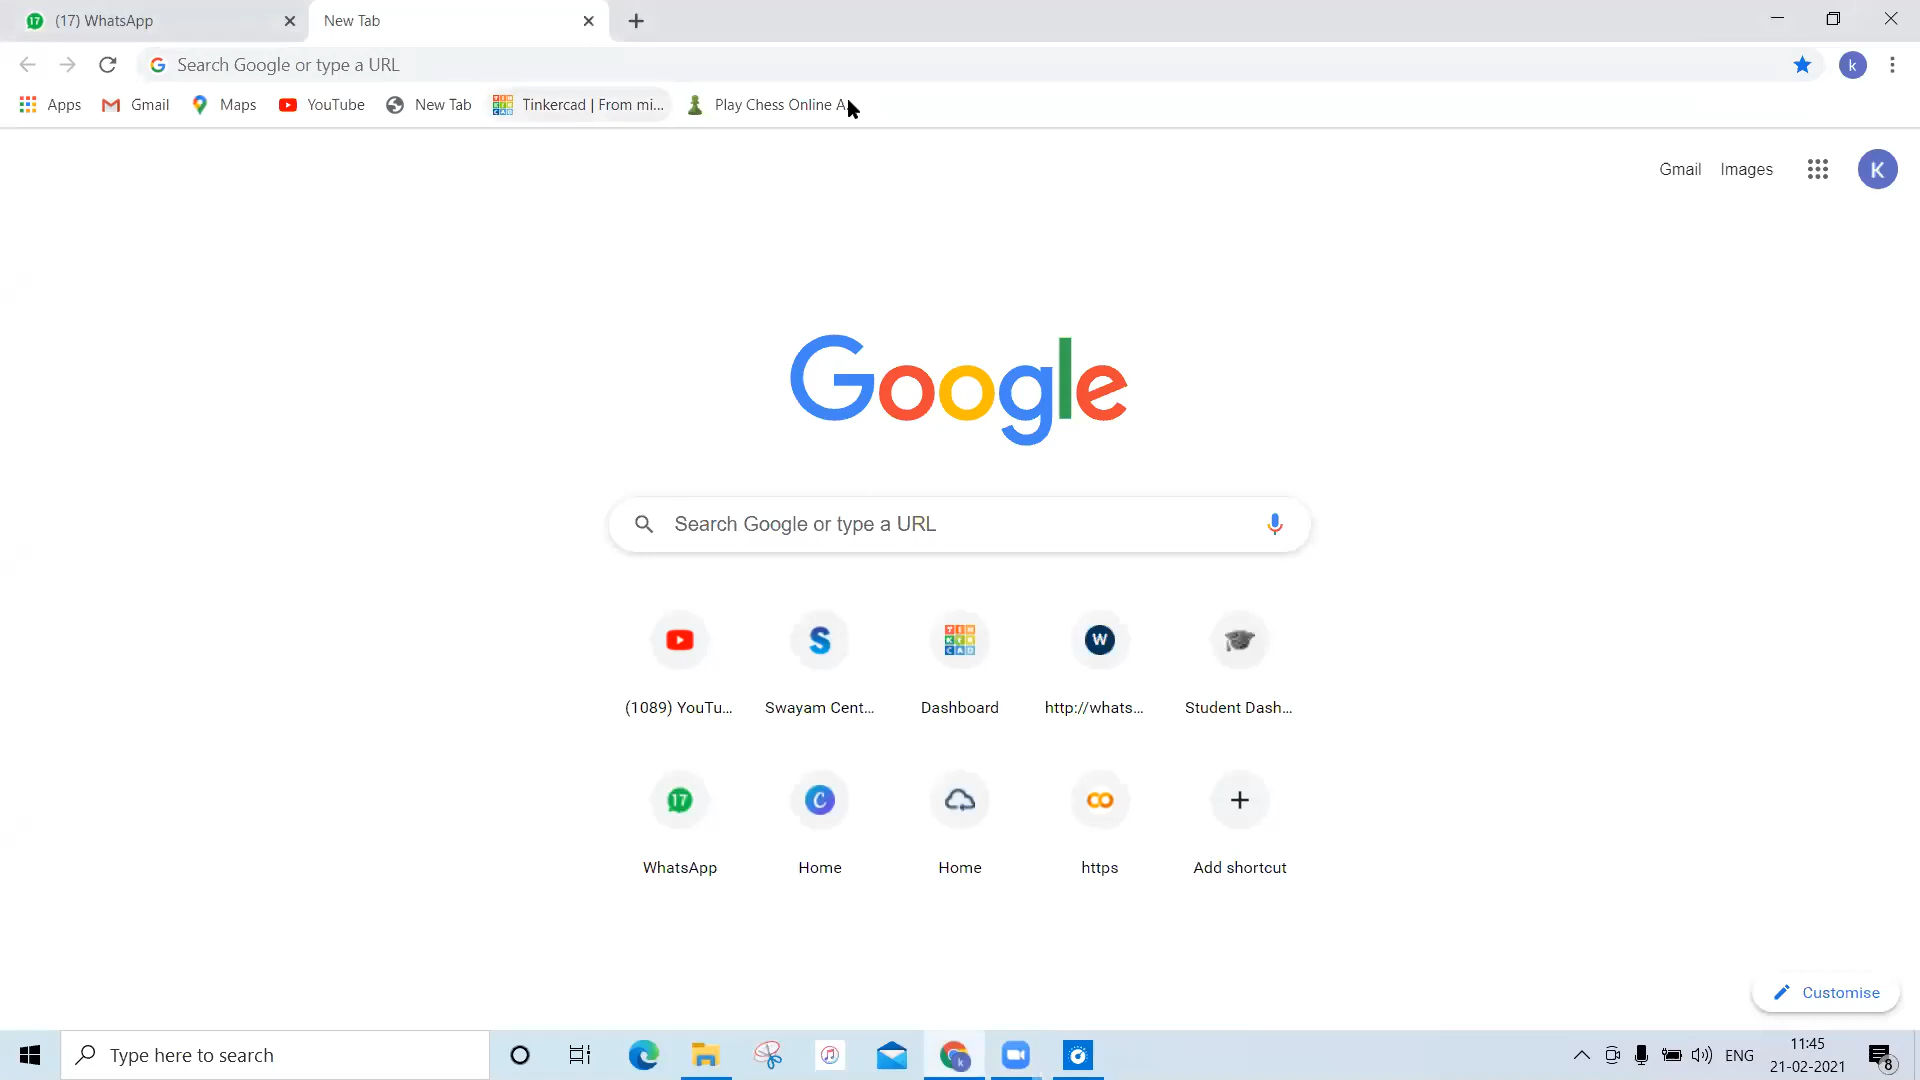 (17) WhatsApp
New Tab
Search Google or type a URL
k
Apps
Gmail
Maps
YouTube
New Tab
Tinkercad | From mi...
Play Chess Online A
Gmail
Images
K
Google
Search Google or type a URL
(1089) YouTu...
Swayam Cent...
Dashboard
http://whats...
Student Dash...
WhatsApp
Home
Home
https
Add shortcut
Customise
Type here to search
ENG
11:45
21-02-2021
8